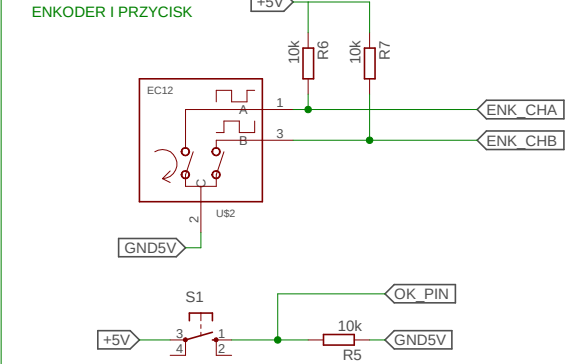 +5V
ENKODER I PRZYCISK
10k
R6
10k
R7
EC12
A
1
ENK_CHA
B
3
ENK_CHB
C
2
U$2
GND5V
S1
OK_PIN
+5V
3
1
4
2
10k
R5
GND5V